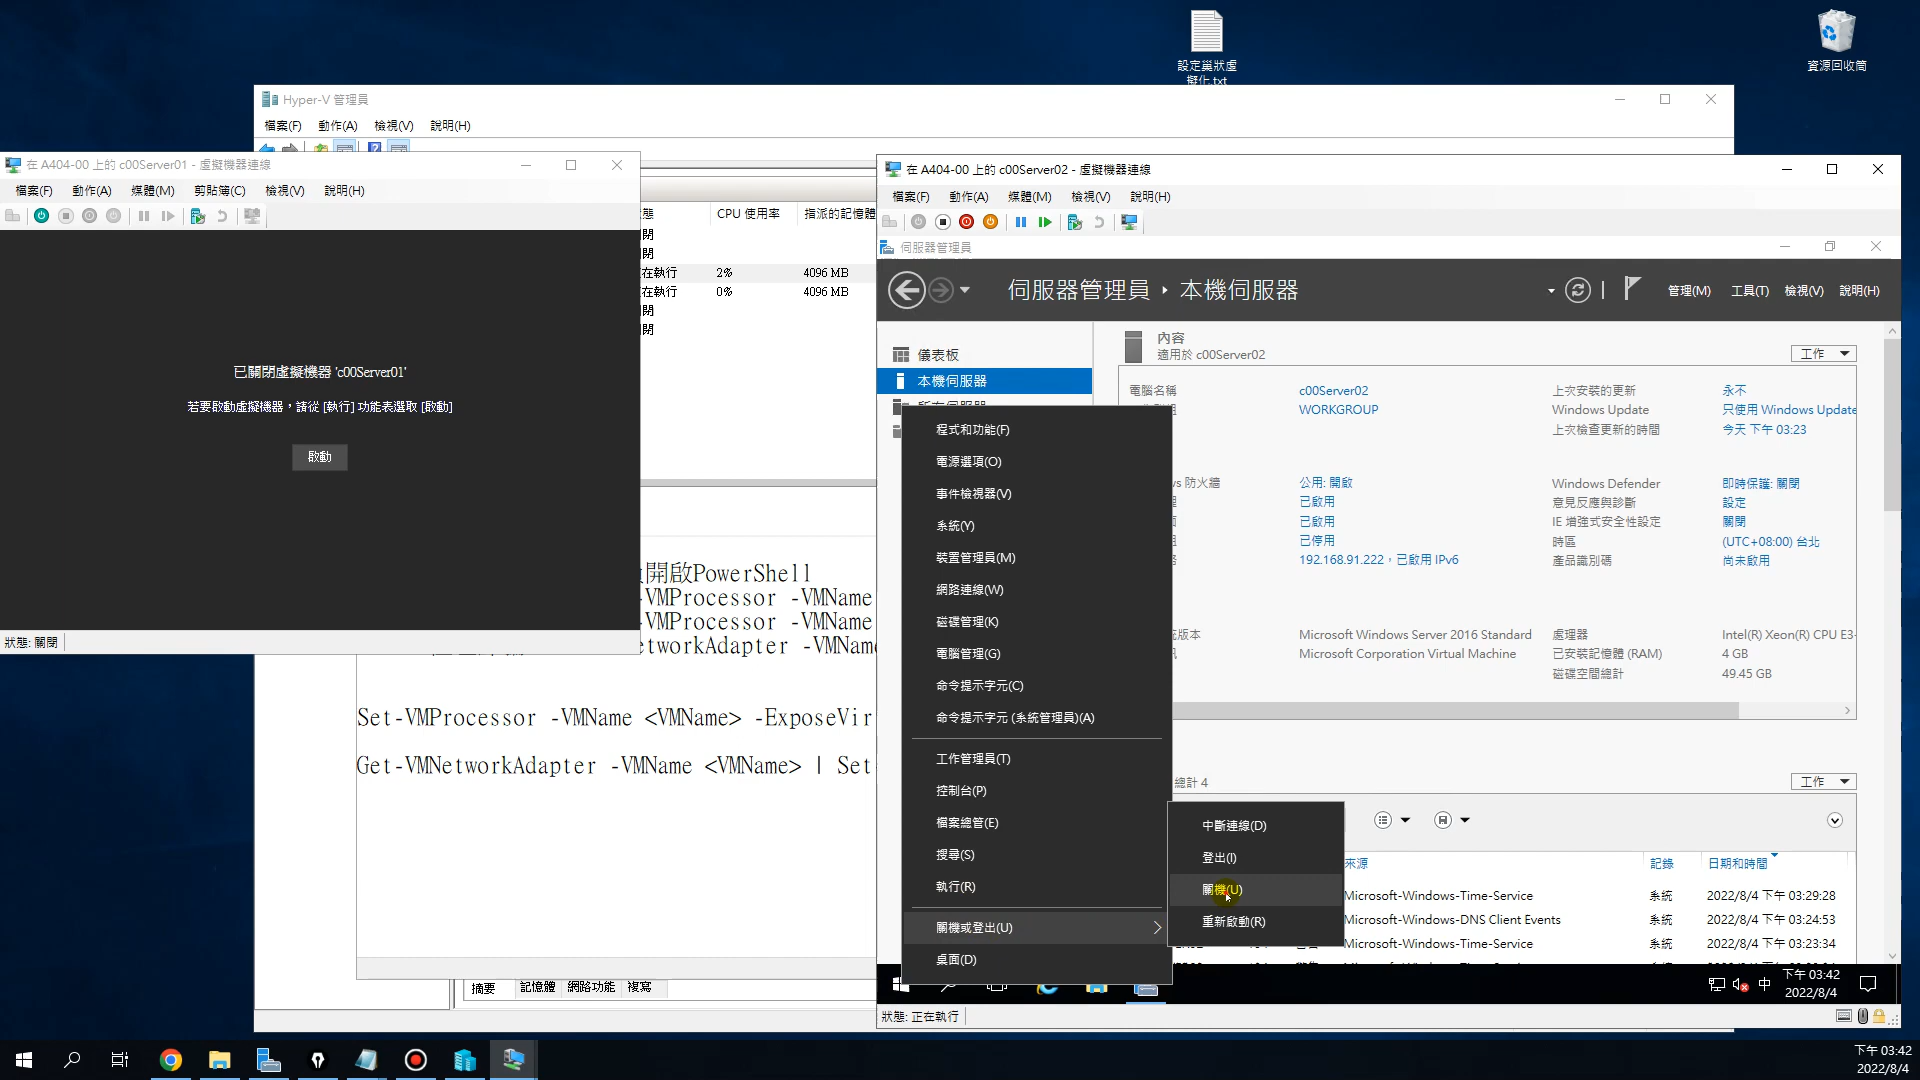 設定巢狀虛
擬化.txt
資源回收筒
Hyper-V 管理員
檔案(F) 動作(A) 檢視(V) 說明(H)
在 A404-00 上的 c00Server01 - 虛擬機器連線
檔案(F) 動作(A) 媒體(M) 剪貼簿(C) 檢視(V) 說明(H)
已關閉虛擬機器 'c00Server01'
若要啟動虛擬機器，請從 [執行] 功能表選取 [啟動]
啟動
狀態: 關閉
態 CPU 使用率 指派的記憶體
閉
閉
在執行 2% 4096 MB
在執行 0% 4096 MB
閉
閉
開啟PowerShell
-VMProcessor -VMName
-VMProcessor -VMName
etworkAdapter -VMName
Set-VMProcessor -VMName <VMName> -ExposeVir
Get-VMNetworkAdapter -VMName <VMName> | Set
摘要 記憶體 網路功能 複寫
在 A404-00 上的 c00Server02 - 虛擬機器連線
檔案(F) 動作(A) 媒體(M) 檢視(V) 說明(H)
伺服器管理員
伺服器管理員 ‣ 本機伺服器
管理(M) 工具(T) 檢視(V) 說明(H)
儀表板
本機伺服器
內容
適用於 c00Server02
工作
電腦名稱 c00Server02
WORKGROUP
上次安裝的更新 永不
Windows Update 只使用 Windows Update
上次檢查更新的時間 今天 下午 03:23
ws 防火牆 公用: 開啟
已啟用
已啟用
已停用
192.168.91.222，已啟用 IPv6
Windows Defender 即時保護: 關閉
意見反應與診斷 設定
IE 增強式安全性設定 關閉
時區 (UTC+08:00) 台北
產品識別碼 尚未啟用
統版本 Microsoft Windows Server 2016 Standard
Microsoft Corporation Virtual Machine
處理器 Intel(R) Xeon(R) CPU E3-
已安裝記憶體 (RAM) 4 GB
磁碟空間總計 49.45 GB
總計 4
工作
來源 記錄 日期和時間
Microsoft-Windows-Time-Service 系統 2022/8/4 下午 03:29:28
Microsoft-Windows-DNS Client Events 系統 2022/8/4 下午 03:24:53
Microsoft-Windows-Time-Service 系統 2022/8/4 下午 03:23:34
程式和功能(F)
電源選項(O)
事件檢視器(V)
系統(Y)
裝置管理員(M)
網路連線(W)
磁碟管理(K)
電腦管理(G)
命令提示字元(C)
命令提示字元 (系統管理員)(A)
工作管理員(T)
控制台(P)
檔案總管(E)
搜尋(S)
執行(R)
關機或登出(U)
桌面(D)
中斷連線(D)
登出(I)
關機(U)
重新啟動(R)
中
下午 03:42
2022/8/4
狀態: 正在執行
下午 03:42
2022/8/4